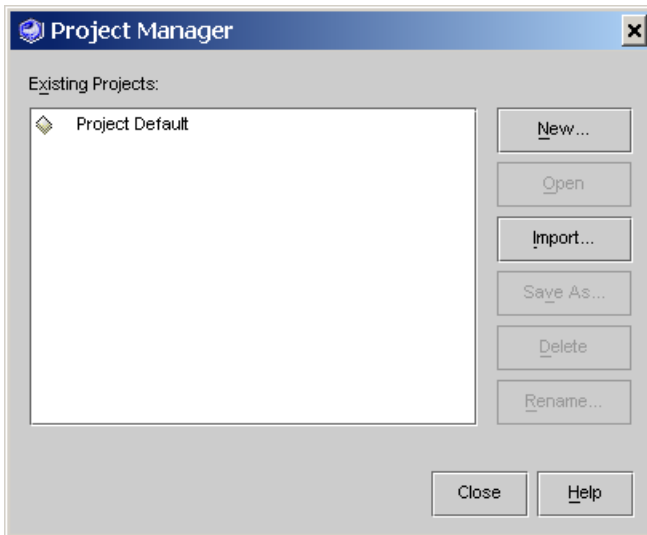 Project Manager
Existing Projects:
Project Default
New...
Open
Import...
Save As...
Delete
Rename...
Close
Help